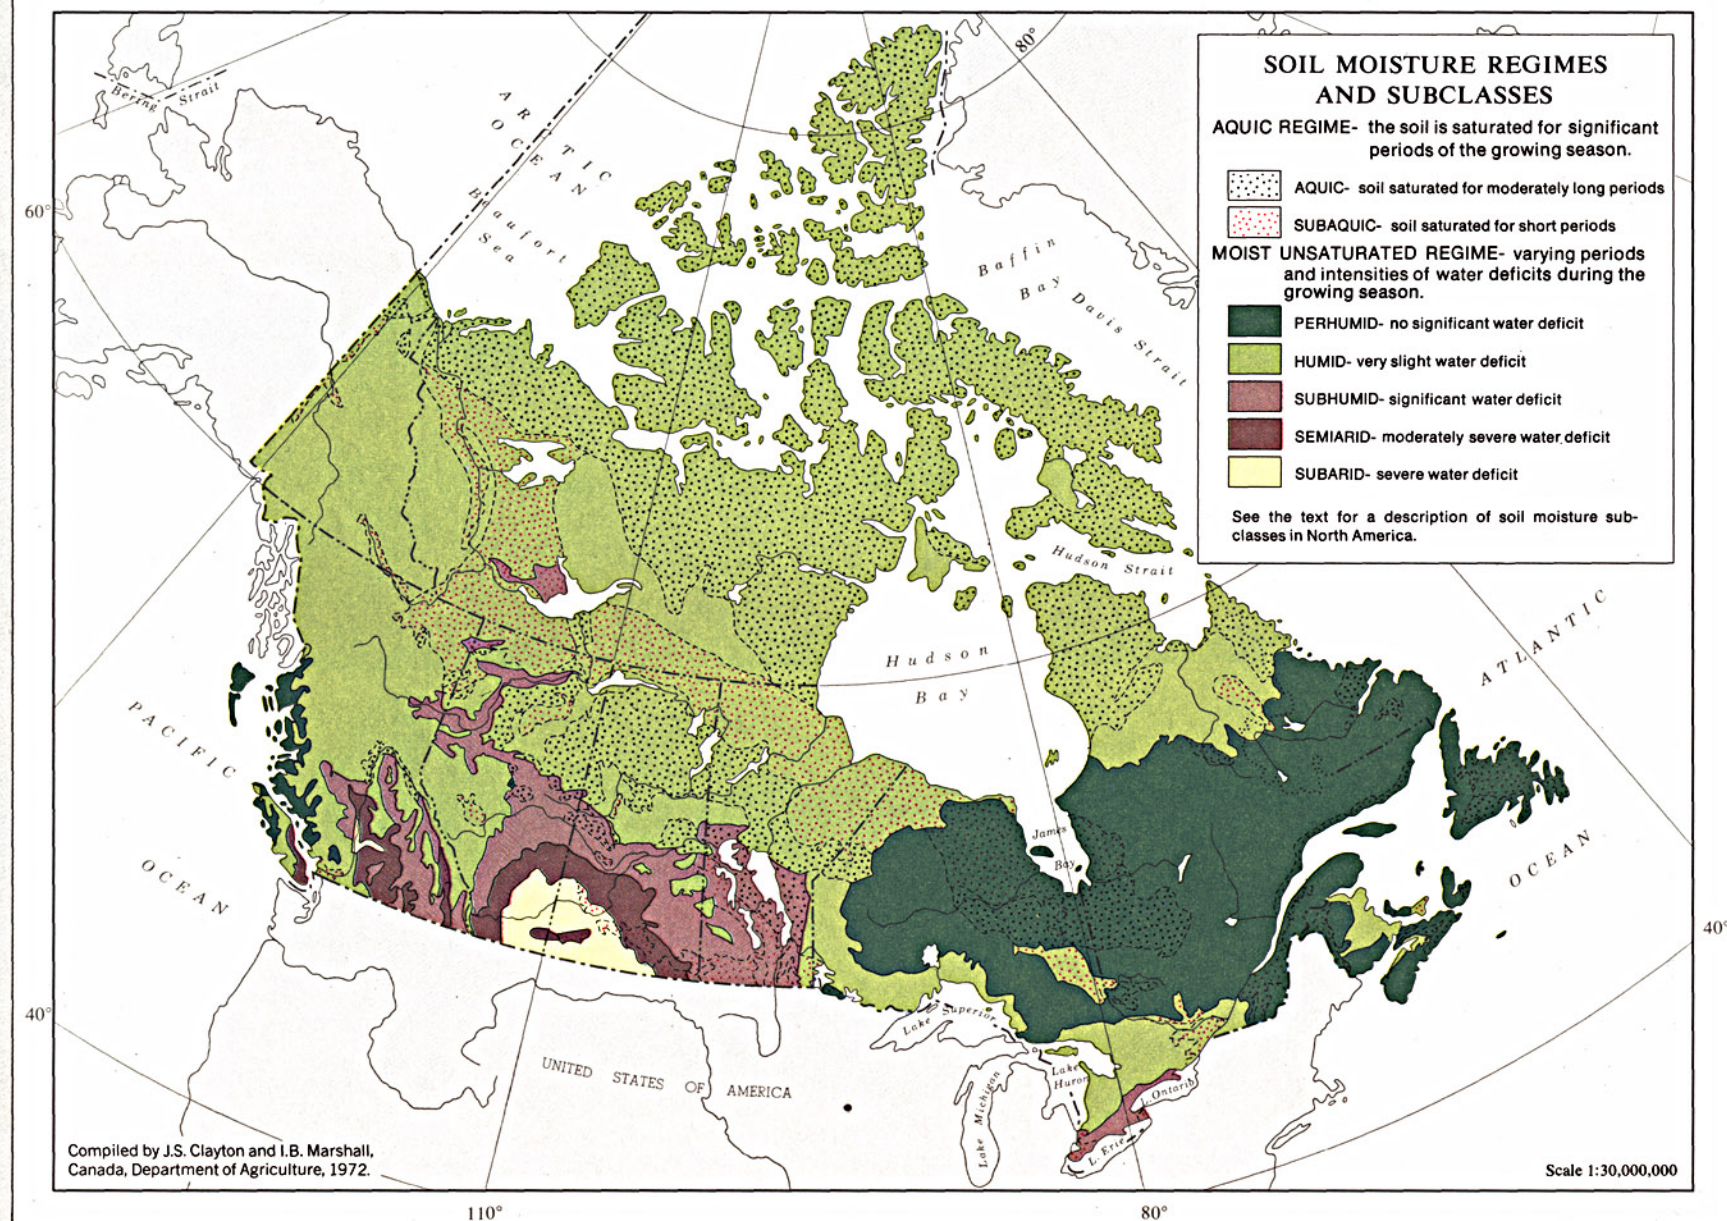 80°
Bering Strait
ARCTIC
OCEAN
Beaufort
Sea
60°
Baffin
Bay
Davis Strait
SOIL MOISTURE REGIMES
AND SUBCLASSES
AQUIC REGIME- the soil is saturated for significant
periods of the growing season.
AQUIC- soil saturated for moderately long periods
SUBAQUIC- soil saturated for short periods
MOIST UNSATURATED REGIME- varying periods
and intensities of water deficits during the
growing season.
PERHUMID- no significant water deficit
HUMID- very slight water deficit
SUBHUMID- significant water deficit
SEMIARID- moderately severe water deficit
SUBARID- severe water deficit
See the text for a description of soil moisture sub-
classes in North America.
Hudson Strait
Hudson
Bay
ATLANTIC
OCEAN
PACIFIC
OCEAN
James
Bay
40°
40°
Lake Superior
Lake
Huron
Lake Michigan
L. Ontario
L. Erie
UNITED STATES OF AMERICA
Compiled by J.S. Clayton and I.B. Marshall,
Canada, Department of Agriculture, 1972.
Scale 1:30,000,000
110°
80°